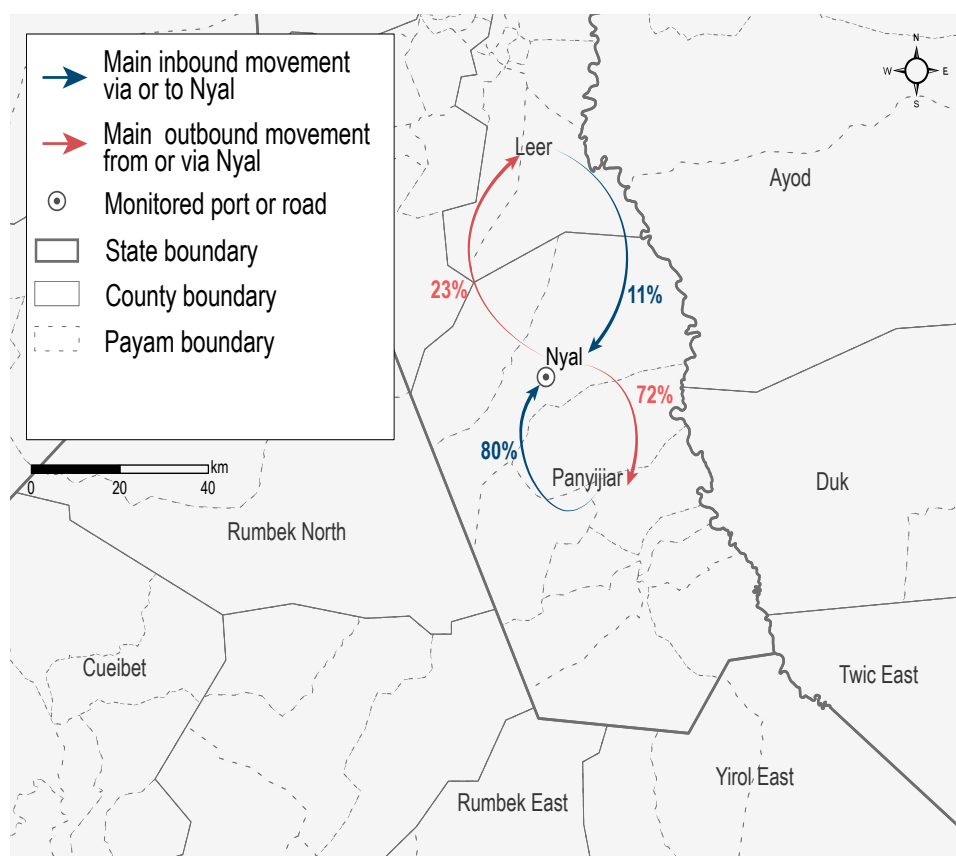 Main inbound movement
via or to Nyal
Main outbound movement
from or via Nyal
Monitored port or road
State boundary
County boundary
Payam boundary
km
0 20 40
N
W E
S
Leer
Ayod
23%
11%
Nyal
72%
80%
Panyijiar
Duk
Rumbek North
Cueibet
Twic East
Yirol East
Rumbek East